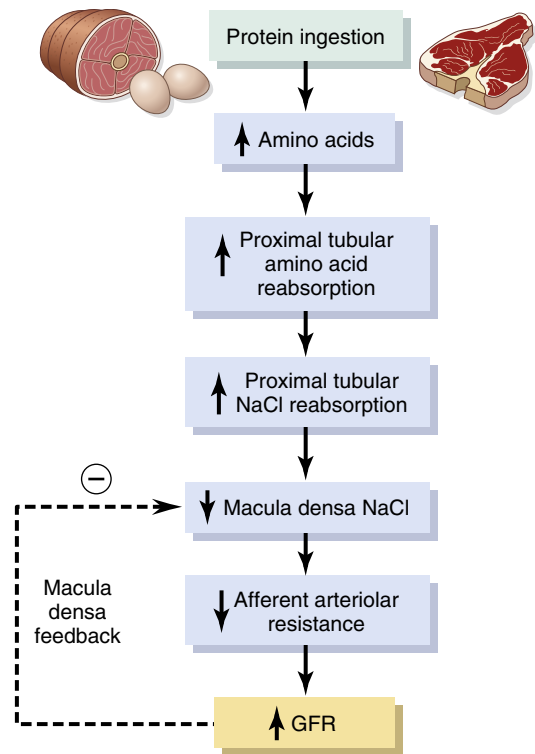 Protein ingestion
↑ Amino acids
↑ Proximal tubular
amino acid
reabsorption
↑ Proximal tubular
NaCl reabsorption
−
↓ Macula densa NaCl
Macula
densa
feedback
↓ Afferent arteriolar
resistance
↑ GFR